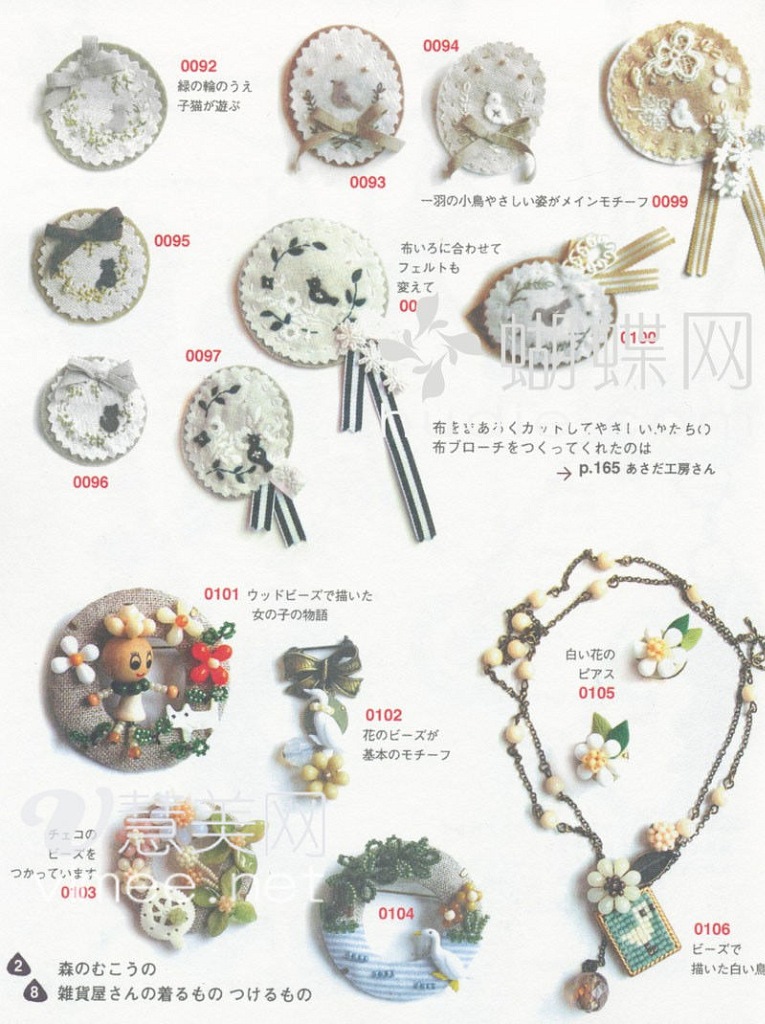 0092
緑の輪のうえ
子猫が遊ぶ
0094
0093
一羽の小鳥やさしい姿がメインモチーフ 0099
0095
布いろに合わせて
フェルトも
変えて
00
0100
蝴蝶网
0097
0096
布をまあるくカットしてやさしいかたちの
布ブローチをつくってくれたのは
→ p.165 あさだ工房さん
0101 ウッドビーズで描いた
女の子の物語
白い花の
ピアス
0105
0102
花のビーズが
基本のモチーフ
慧美网
チェコの
ビーズを
つかっています
0103
0104
0106
ビーズで
描いた白い鳥
2 森のむこうの
8 雑貨屋さんの着るもの つけるもの